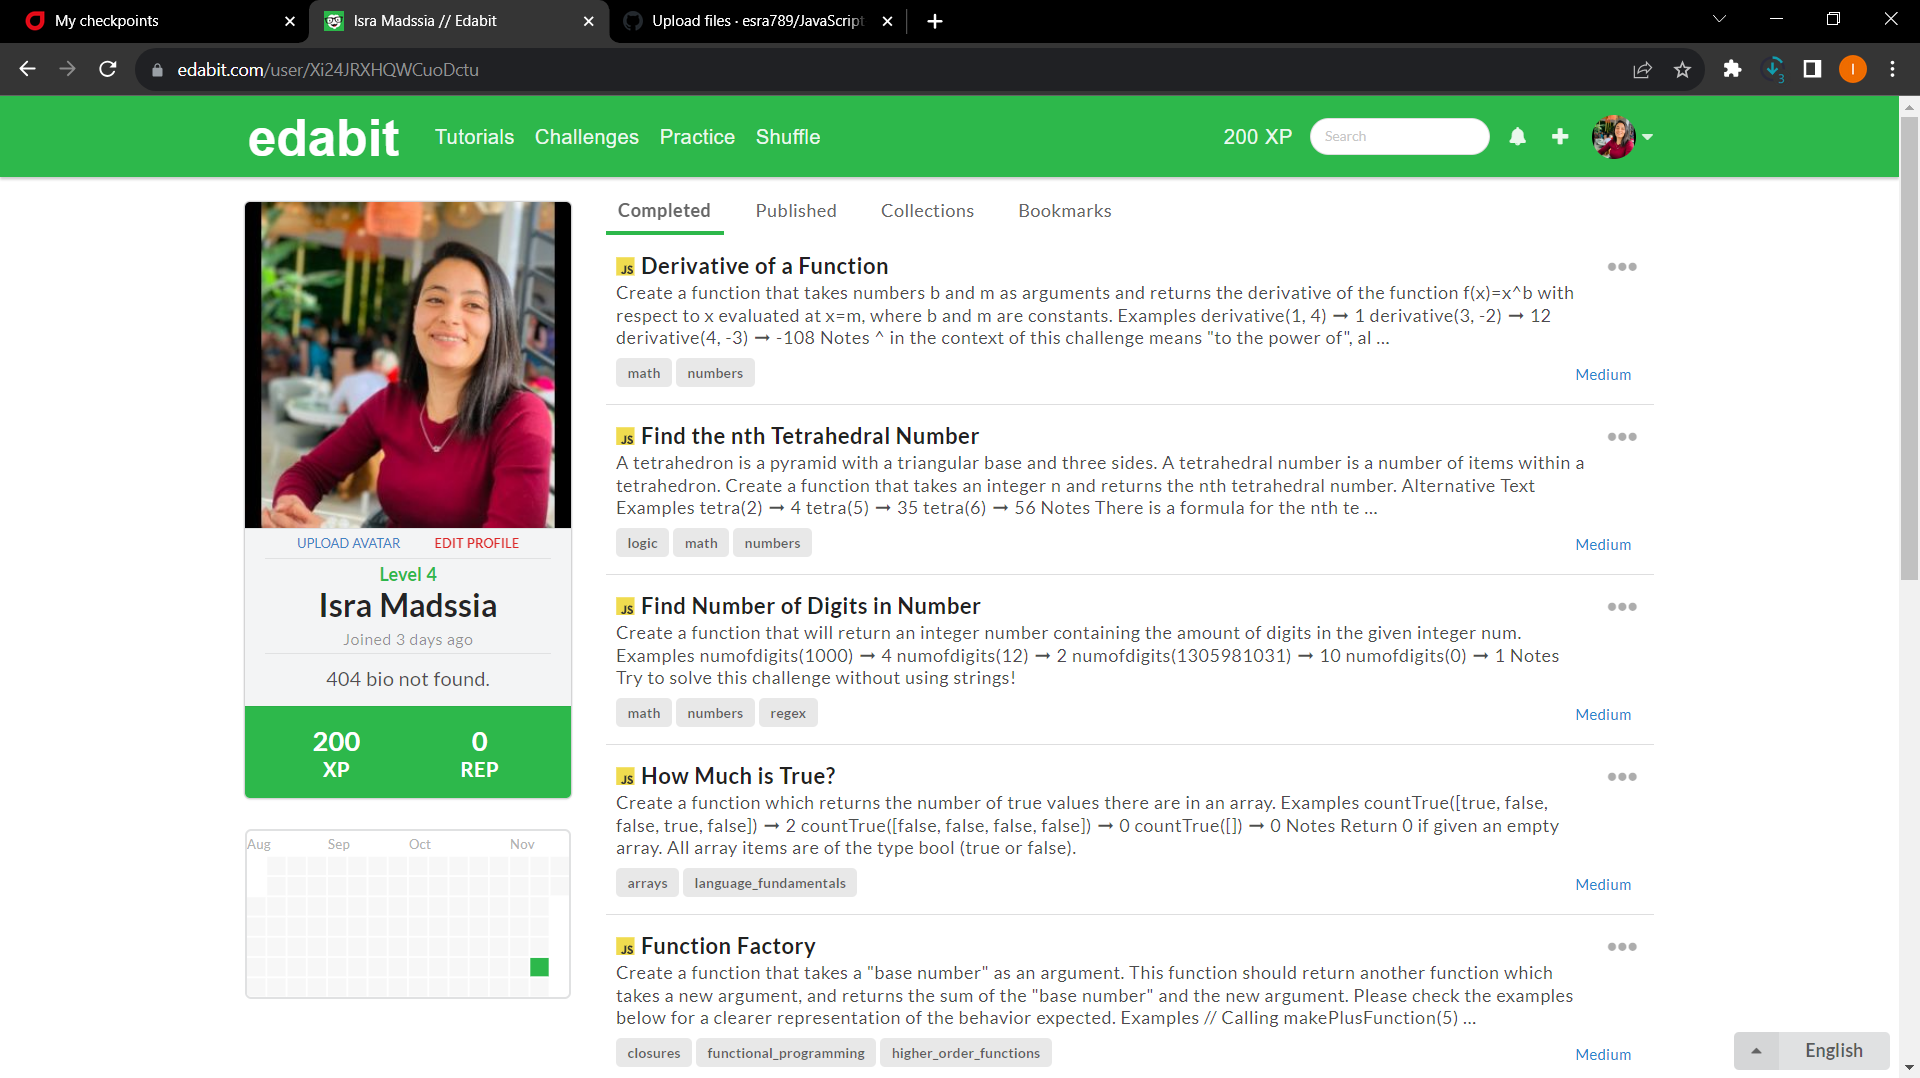 My checkpoints
Isra Madssia // Edabit
Upload files · esra789/JavaScript
edabit.com/user/Xi24JRXHQWCuoDctu
3
I
edabit
Tutorials
Challenges
Practice
Shuffle
200 XP
Search
UPLOAD AVATAR
EDIT PROFILE
Level 4
Isra Madssia
Joined 3 days ago
404 bio not found.
200
XP
0
REP
Aug
Sep
Oct
Nov
Completed
Published
Collections
Bookmarks
JS Derivative of a Function
Create a function that takes numbers b and m as arguments and returns the derivative of the function f(x)=x^b with
respect to x evaluated at x=m, where b and m are constants. Examples derivative(1, 4) ➞ 1 derivative(3, -2) ➞ 12
derivative(4, -3) ➞ -108 Notes ^ in the context of this challenge means "to the power of", al ...
math
numbers
Medium
JS Find the nth Tetrahedral Number
A tetrahedron is a pyramid with a triangular base and three sides. A tetrahedral number is a number of items within a
tetrahedron. Create a function that takes an integer n and returns the nth tetrahedral number. Alternative Text
Examples tetra(2) ➞ 4 tetra(5) ➞ 35 tetra(6) ➞ 56 Notes There is a formula for the nth te ...
logic
math
numbers
Medium
JS Find Number of Digits in Number
Create a function that will return an integer number containing the amount of digits in the given integer num.
Examples numofdigits(1000) ➞ 4 numofdigits(12) ➞ 2 numofdigits(1305981031) ➞ 10 numofdigits(0) ➞ 1 Notes
Try to solve this challenge without using strings!
math
numbers
regex
Medium
JS How Much is True?
Create a function which returns the number of true values there are in an array. Examples countTrue([true, false,
false, true, false]) ➞ 2 countTrue([false, false, false, false]) ➞ 0 countTrue([]) ➞ 0 Notes Return 0 if given an empty
array. All array items are of the type bool (true or false).
arrays
language_fundamentals
Medium
JS Function Factory
Create a function that takes a "base number" as an argument. This function should return another function which
takes a new argument, and returns the sum of the "base number" and the new argument. Please check the examples
below for a clearer representation of the behavior expected. Examples // Calling makePlusFunction(5) ...
closures
functional_programming
higher_order_functions
Medium
English